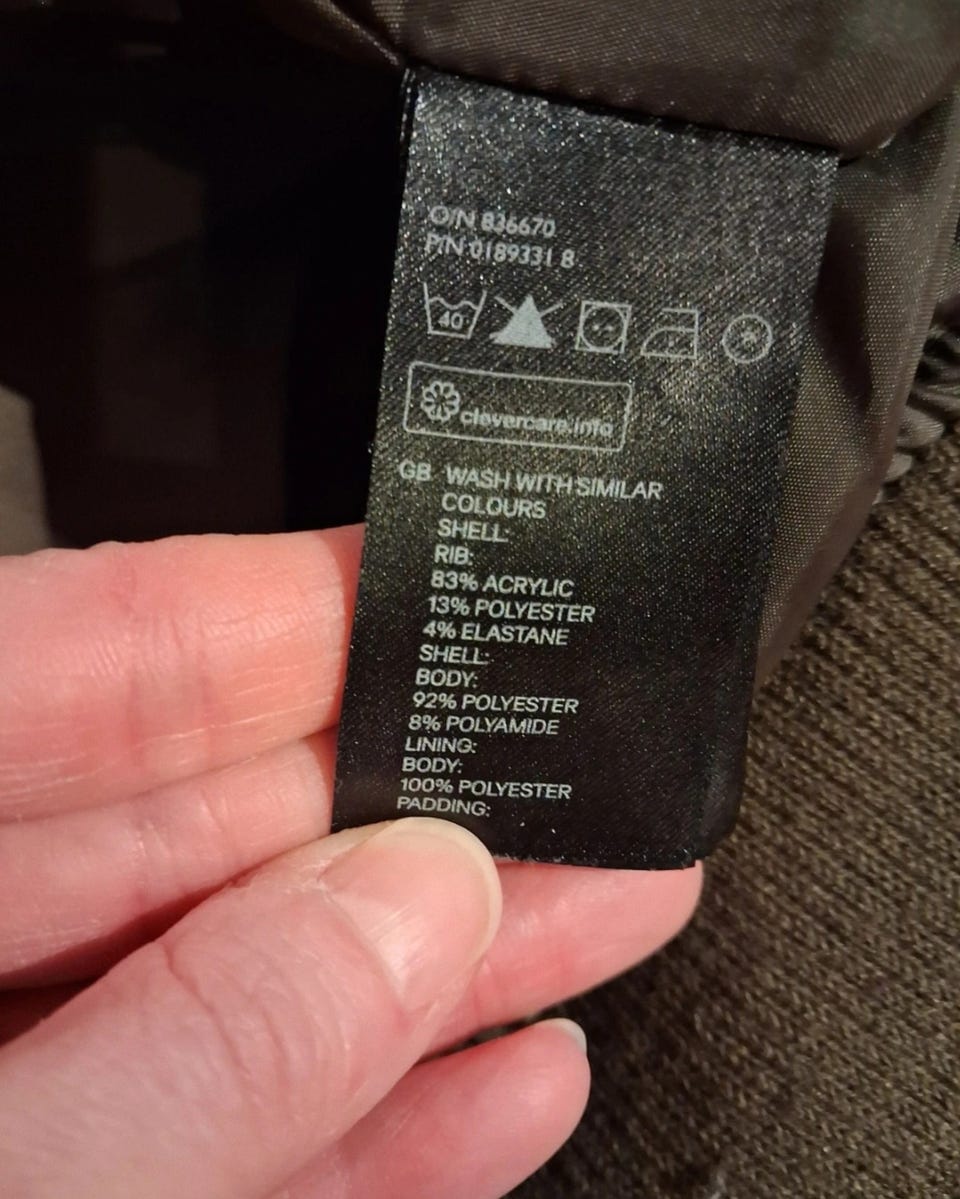 O/N 836670
P/N 0189331 8
40
clevercare.info
GB WASH WITH SIMILAR
COLOURS
SHELL:
RIB:
83% ACRYLIC
13% POLYESTER
4% ELASTANE
SHELL:
BODY:
92% POLYESTER
8% POLYAMIDE
LINING:
BODY:
100% POLYESTER
PADDING: